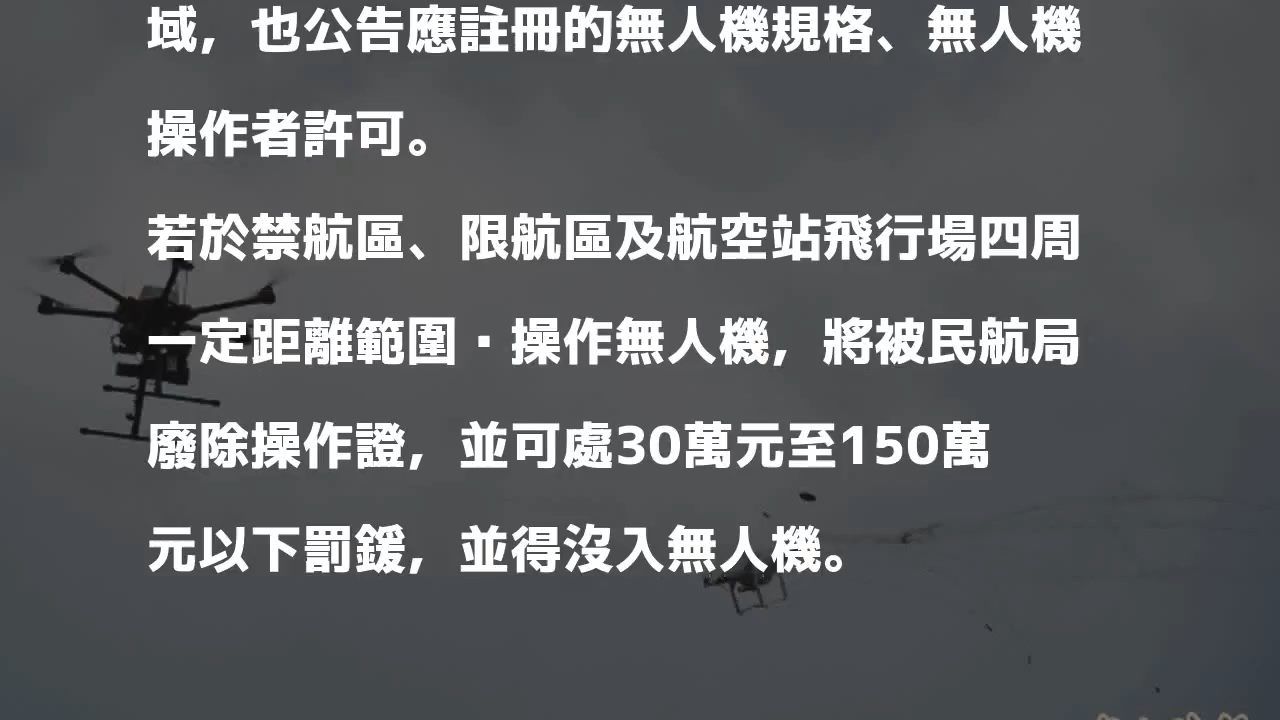 域，也公告應註冊的無人機規格、無人機
操作者許可。
若於禁航區、限航區及航空站飛行場四周
一定距離範圍·操作無人機，將被民航局
廢除操作證，並可處30萬元至150萬
元以下罰鍰，並得沒入無人機。